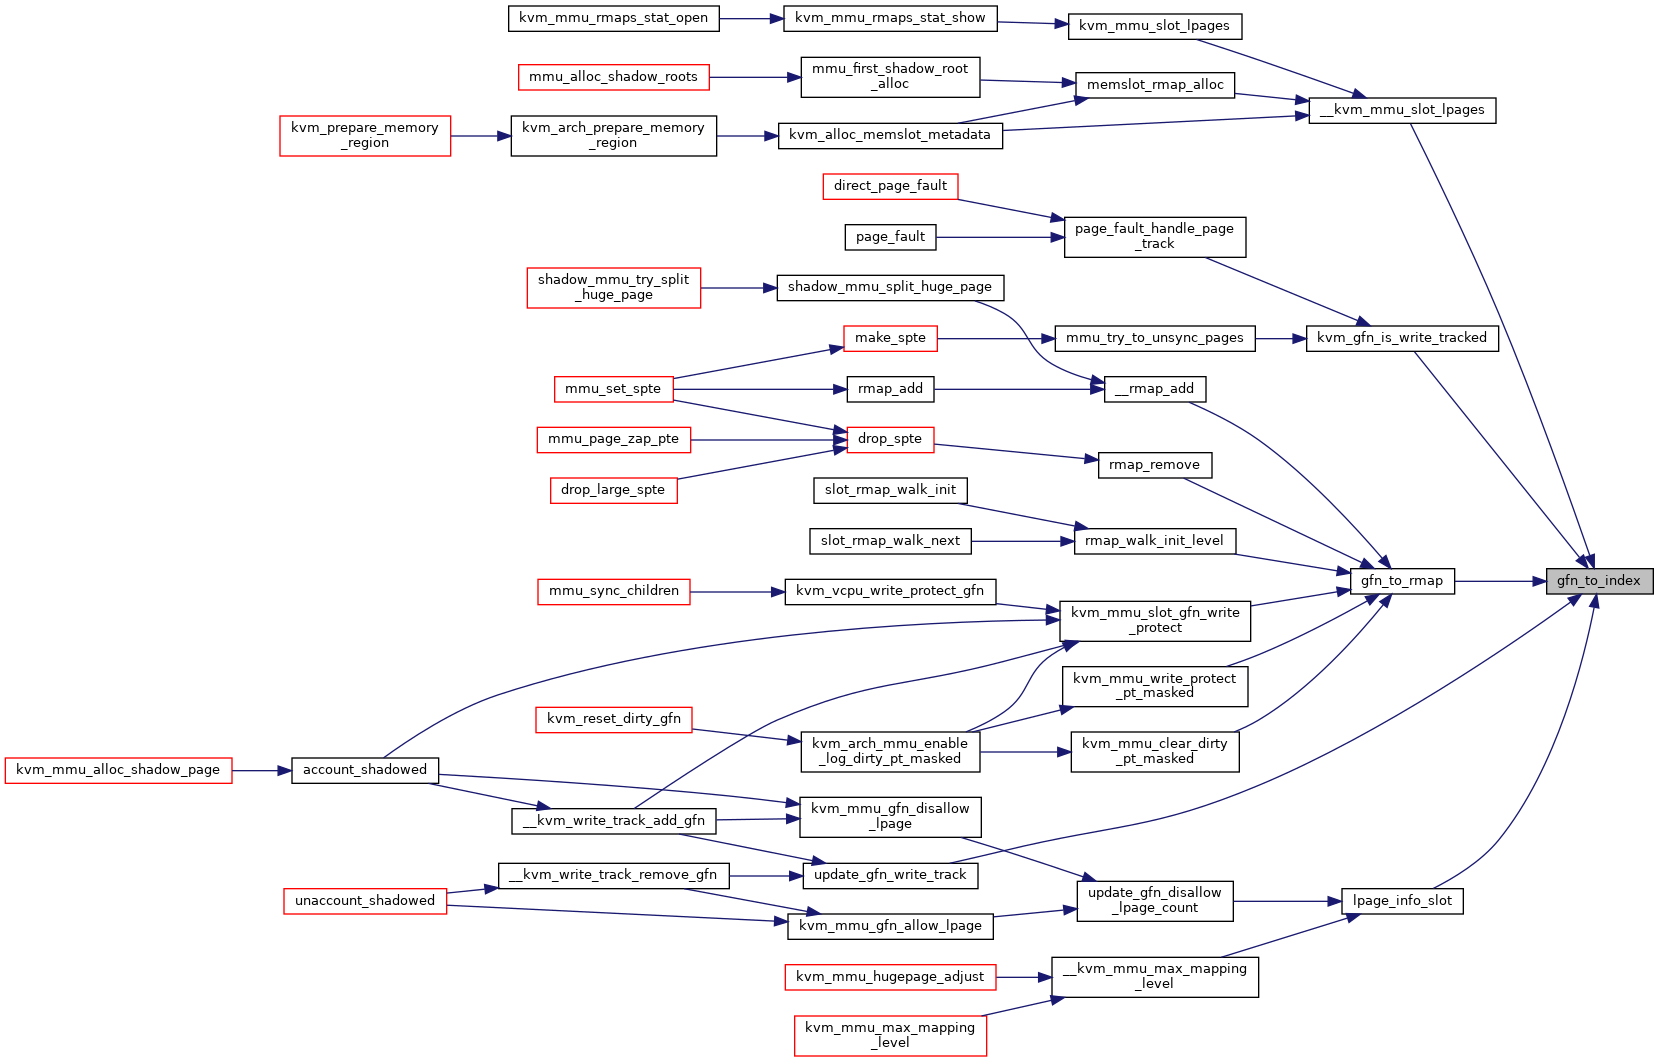 kvm_mmu_rmaps_stat_open
kvm_mmu_rmaps_stat_show
kvm_mmu_slot_lpages
mmu_alloc_shadow_roots
mmu_first_shadow_root
_alloc
memslot_rmap_alloc
__kvm_mmu_slot_lpages
kvm_prepare_memory
_region
kvm_arch_prepare_memory
_region
kvm_alloc_memslot_metadata
direct_page_fault
page_fault
page_fault_handle_page
_track
shadow_mmu_try_split
_huge_page
shadow_mmu_split_huge_page
make_spte
mmu_try_to_unsync_pages
kvm_gfn_is_write_tracked
mmu_set_spte
rmap_add
__rmap_add
mmu_page_zap_pte
drop_spte
rmap_remove
drop_large_spte
slot_rmap_walk_init
slot_rmap_walk_next
rmap_walk_init_level
gfn_to_rmap
gfn_to_index
mmu_sync_children
kvm_vcpu_write_protect_gfn
kvm_mmu_slot_gfn_write
_protect
kvm_mmu_write_protect
_pt_masked
kvm_reset_dirty_gfn
kvm_arch_mmu_enable
_log_dirty_pt_masked
kvm_mmu_clear_dirty
_pt_masked
kvm_mmu_alloc_shadow_page
account_shadowed
__kvm_write_track_add_gfn
kvm_mmu_gfn_disallow
_lpage
__kvm_write_track_remove_gfn
update_gfn_write_track
unaccount_shadowed
kvm_mmu_gfn_allow_lpage
update_gfn_disallow
_lpage_count
lpage_info_slot
kvm_mmu_hugepage_adjust
__kvm_mmu_max_mapping
_level
kvm_mmu_max_mapping
_level